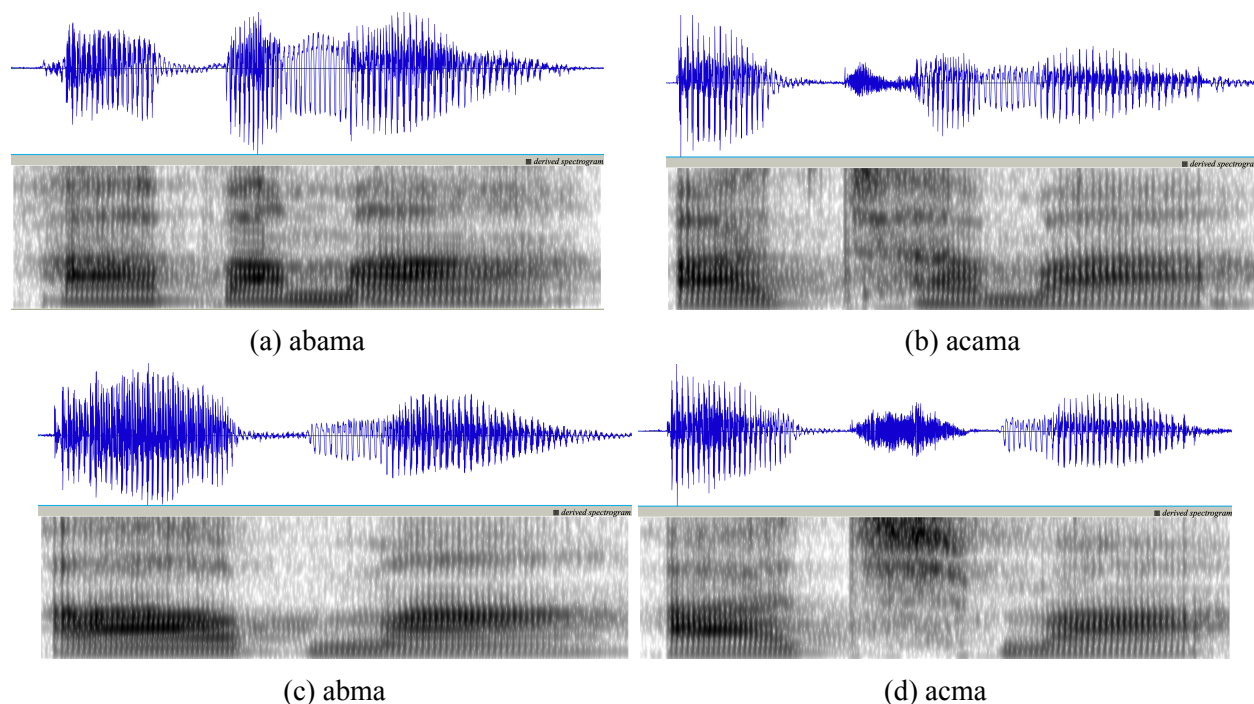 ■ derived spectrogram
■ derived spectrogram
(a) abama
(b) acama
■ derived spectrogram
■ derived spectrogram
(c) abma
(d) acma